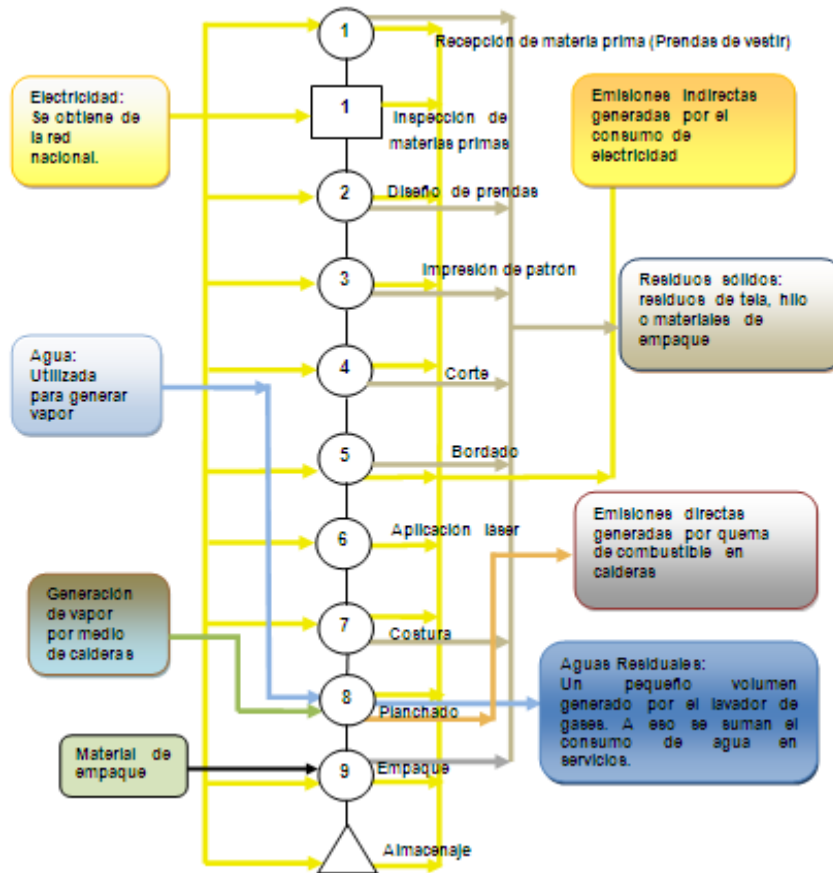 1
Recepción de materia prima (Prendas de vestir)
Electricidad:
Se obtiene de
la red
nacional.
1
Inspección de
materias primas
Emisiones indirectas
generadas por el
consumo de
electricidad
2
Diseño de prendas
3
Impresión de patrón
Residuos sólidos:
residuos de tela, hilo
o materiales de
empaque
Agua:
Utilizada
para generar
vapor
4
Corte
5
Bordado
6
Aplicación láser
Emisiones directas
generadas por quema
de combustible en
calderas
Generación
de vapor
por medio
de calderas
7
Costura
8
Planchado
Aguas Residuales:
Un pequeño volumen
generado por el lavador de
gases. A eso se suman el
consumo de agua en
servicios.
Material de
empaque
9
Empaque
Almacenaje